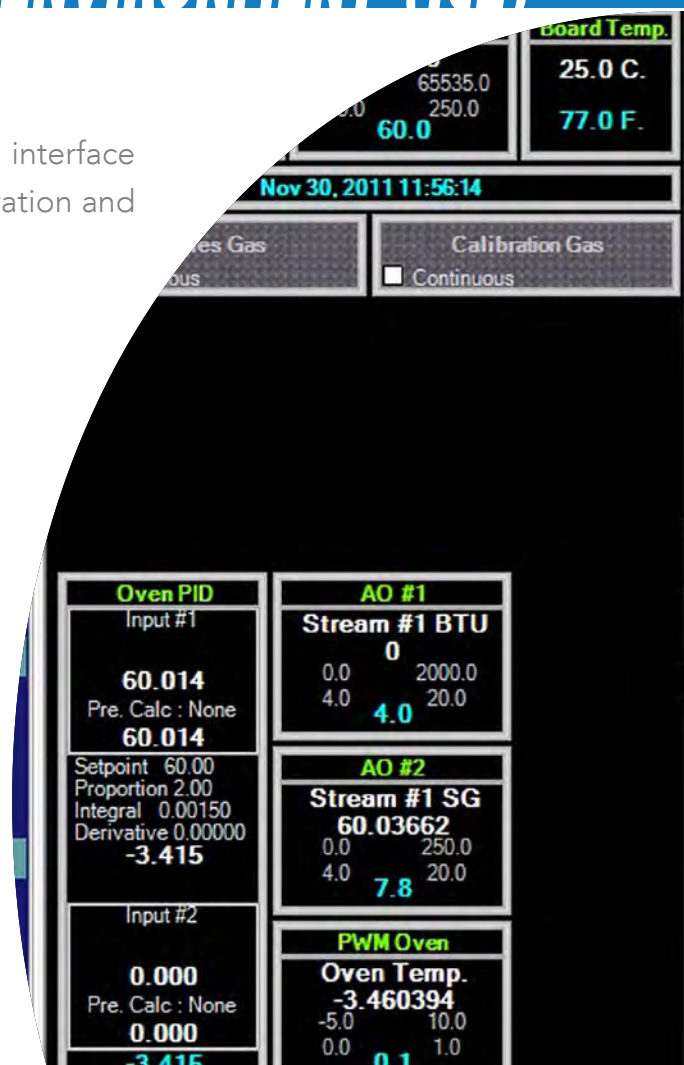 Board Temp.
65535.0
25.0 C.
250.0
60.0
77.0 F.
interface
and
Nov 30, 2011 11:56:14
Gas
Calibration Gas
Continuous
Oven PID
AO #1
Input #1
Stream #1 BTU
0
60.014
0.0 2000.0
Pre. Calc : None
4.0 20.0
4.0
60.014
Setpoint 60.00
AO #2
Proportion 2.00
Stream #1 SG
Integral 0.00150
60.03662
Derivative 0.00000
0.0 250.0
-3.415
4.0 20.0
7.8
Input #2
PWM Oven
0.000
Oven Temp.
-3.460394
Pre. Calc : None
-5.0 10.0
0.000
0.0 1.0
-3.415
0.1